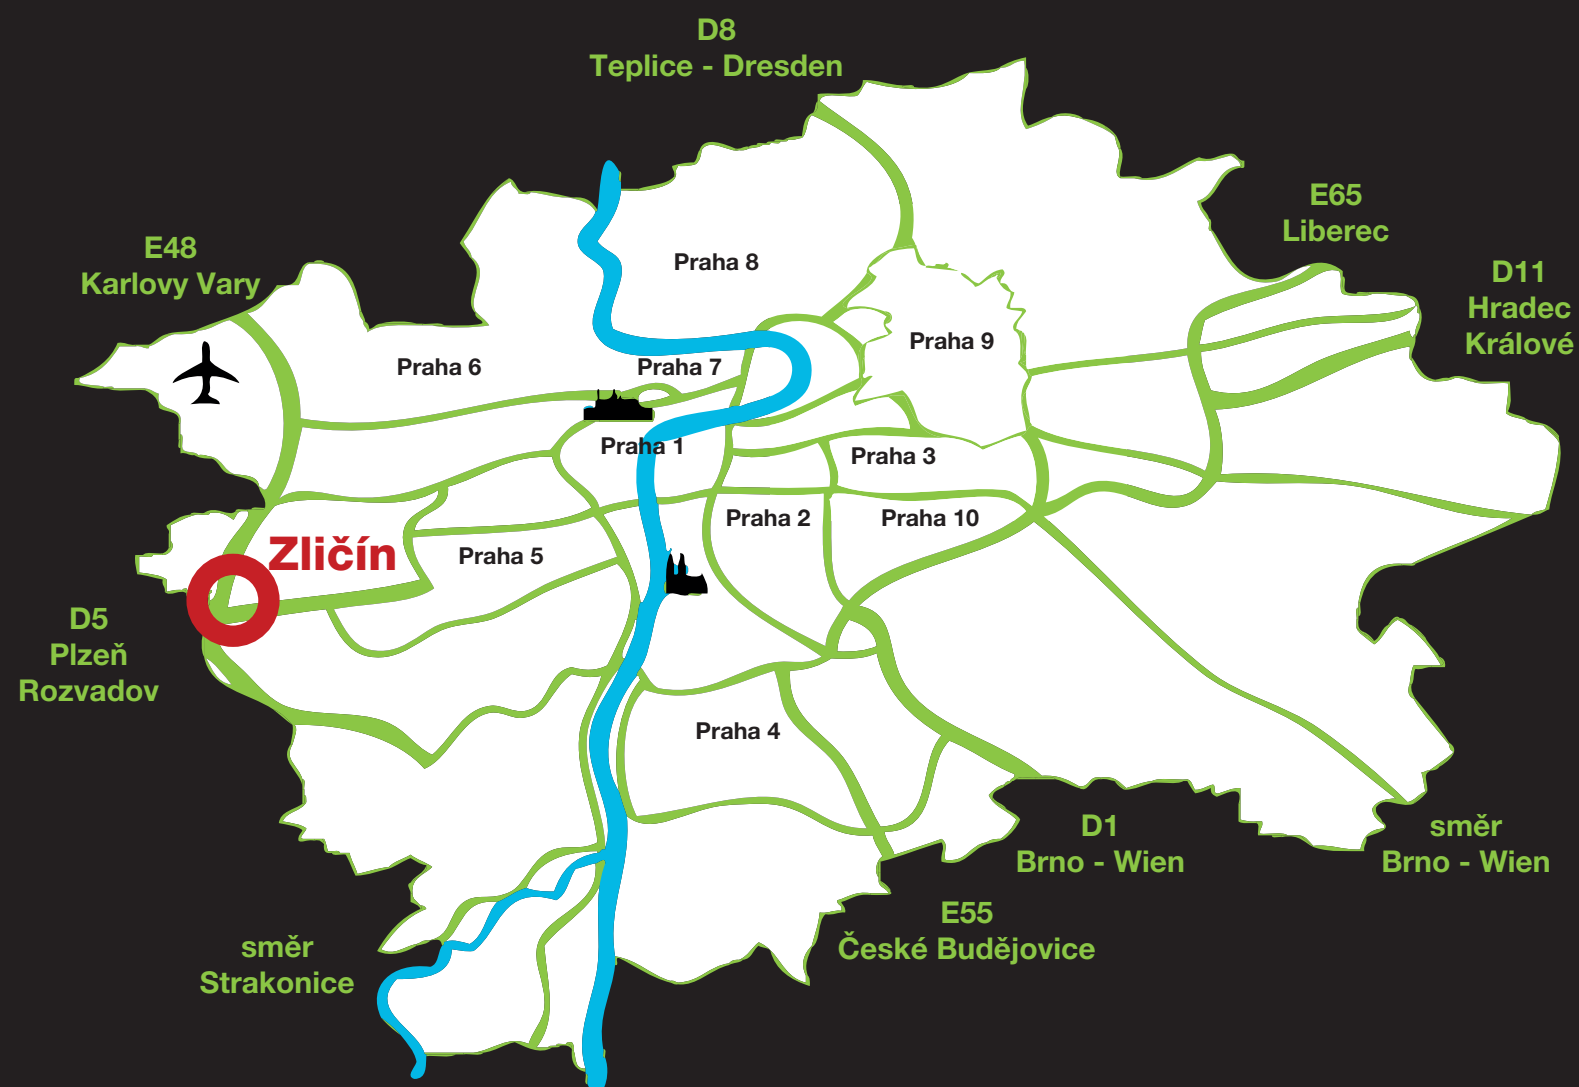 D8
Teplice - Dresden
E65
Liberec
E48
Karlovy Vary
D11
Hradec
Králové
Praha 8
Praha 9
Praha 6
Praha 7
Praha 1
Praha 3
Praha 2
Praha 10
Zličín
Praha 5
D5
Plzeň
Rozvadov
Praha 4
D1
Brno - Wien
směr
Brno - Wien
E55
České Budějovice
směr
Strakonice